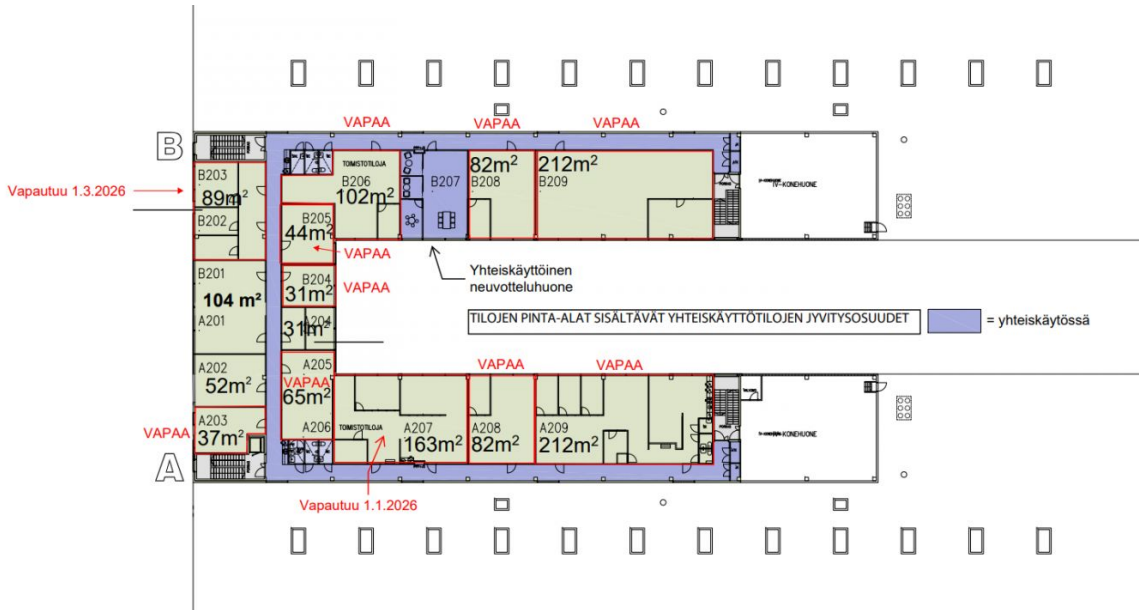 VAPAA
VAPAA
VAPAA
B
B203
89m²
Vapautuu 1.3.2026
B202
TOIMISTOTILOJA
B206
102m²
B207
82m²
B208
212m²
B209
IV-KONEHUONE
B205
44m²
VAPAA
Yhteiskäyttöinen
neuvotteluhuone
B201
104 m²
A201
B204
31m²
VAPAA
31m²
A204
TILOJEN PINTA-ALAT SISÄLTÄVÄT YHTEISKÄYTTÖTILOJEN JYVITYSOSUUDET
= yhteiskäytössä
A202
52m²
A205
VAPAA
65m²
A206
VAPAA
VAPAA
VAPAA
A203
37m²
A
TOIMISTOTILOJA
A207
163m²
A208
82m²
A209
212m²
IV-KONEHUONE
Vapautuu 1.1.2026